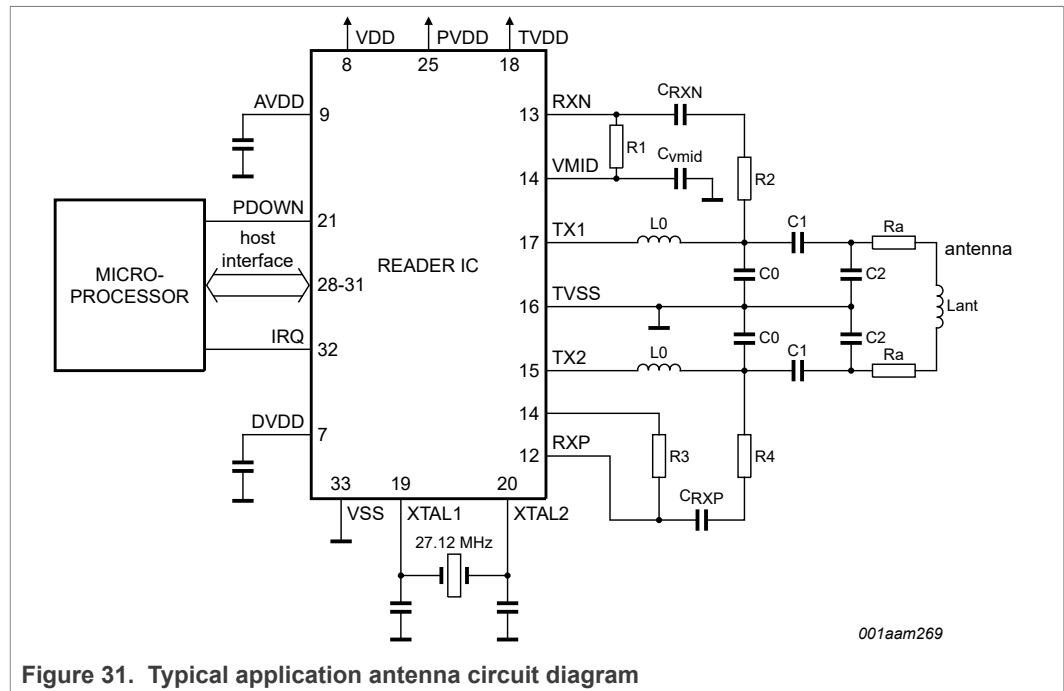 VDD PVDD TVDD
8 25 18
AVDD 9
13 RXN
CRXN
R1
14 VMID
Cvmid
R2
PDOWN 21
host
interface
28-31
MICRO-
PROCESSOR
READER IC
IRQ 32
17 TX1
L0
C1
Ra
antenna
C0
C2
16 TVSS
Lant
C0
C2
15 TX2
L0
C1
Ra
14
RXP
12
R3
R4
CRXP
DVDD 7
33 19 20
VSS XTAL1 XTAL2
27.12 MHz
001aam269
Figure 31. Typical application antenna circuit diagram